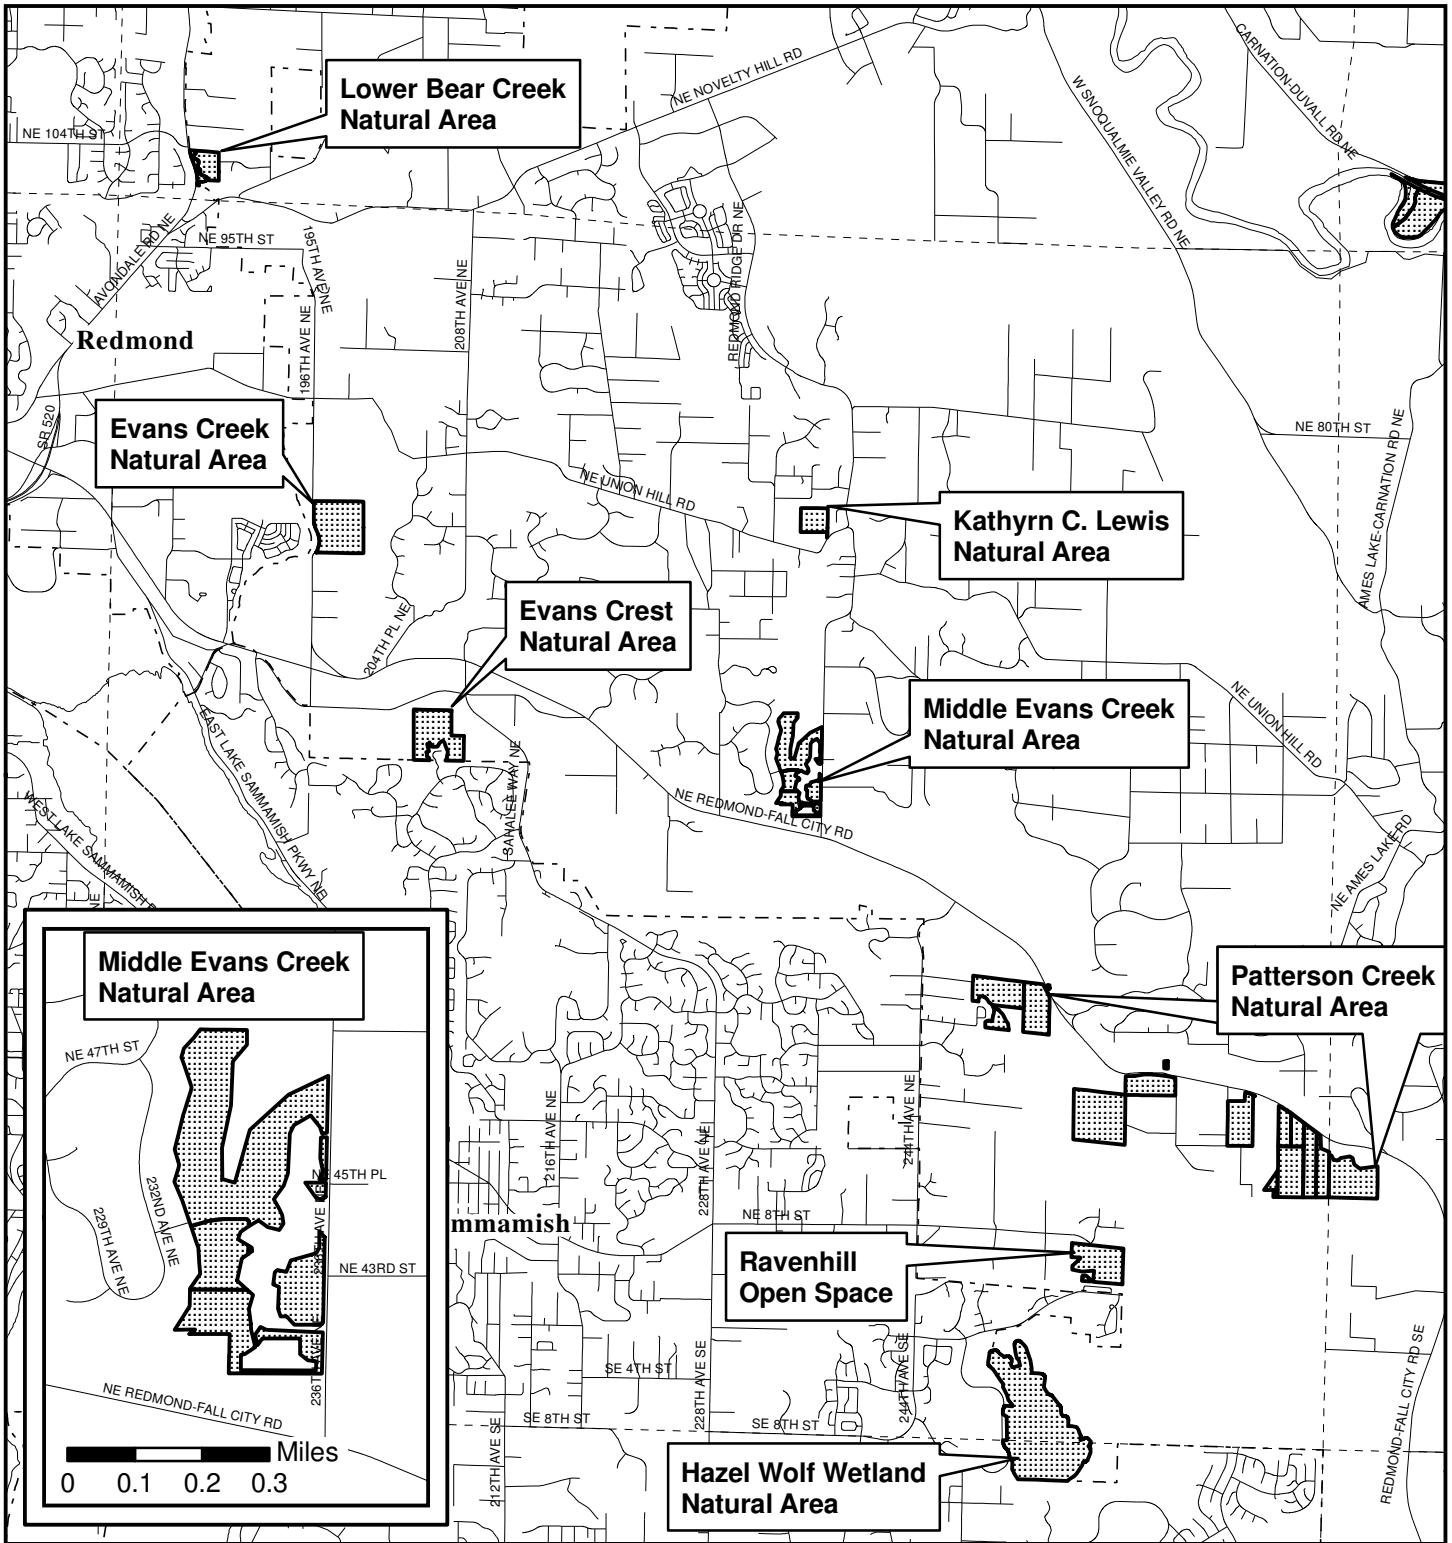 CARNATION-DUVALL RD NE
NE NOVELTY HILL RD
W SNOQUALMIE VALLEY RD NE
Lower Bear Creek
Natural Area
NE 104TH ST
AVONDALE RD NE
NE 95TH ST
195TH AVE NE
196TH AVE NE
208TH AVE NE
REDMOND RIDGE DR NE
Redmond
SR 520
Evans Creek
Natural Area
NE UNION HILL RD
NE 80TH ST
AMES LAKE-CARNATION RD NE
Kathyrn C. Lewis
Natural Area
Evans Crest
Natural Area
204TH PL NE
Middle Evans Creek
Natural Area
NE UNION HILL RD
EAST LAKE SAMMAMISH PKWY NE
SAHALEE WAY NE
NE REDMOND-FALL CITY RD
WEST LAKE SAMMAMISH P
NE
NE AMES LAKE RD
Middle Evans Creek
Natural Area
Patterson Creek
Natural Area
NE 47TH ST
232ND AVE NE
229TH AVE NE
NE 45TH PL
236TH AVE NE
NE 43RD ST
236TH AVE NE
NE REDMOND-FALL CITY RD
Miles
0 0.1 0.2 0.3
216TH AVE NE
228TH AVE NE
244TH AVE NE
mmamish
NE 8TH ST
Ravenhill
Open Space
SE 4TH ST
228TH AVE SE
244TH AVE SE
SE 8TH ST
SE 8TH ST
212TH AVE SE
REDMOND-FALL CITY RD SE
Hazel Wolf Wetland
Natural Area